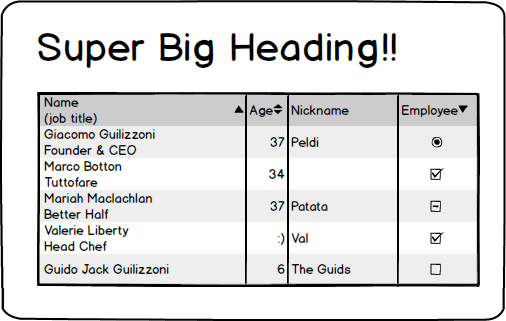 Super Big Heading!!
Name
(job title)
Age
Nickname
Employee
Giacomo Guilizzoni
Founder & CEO
37
Peldi
Marco Botton
Tuttofare
34
Mariah Maclachlan
Better Half
37
Patata
Valerie Liberty
Head Chef
:)
Val
Guido Jack Guilizzoni
6
The Guids